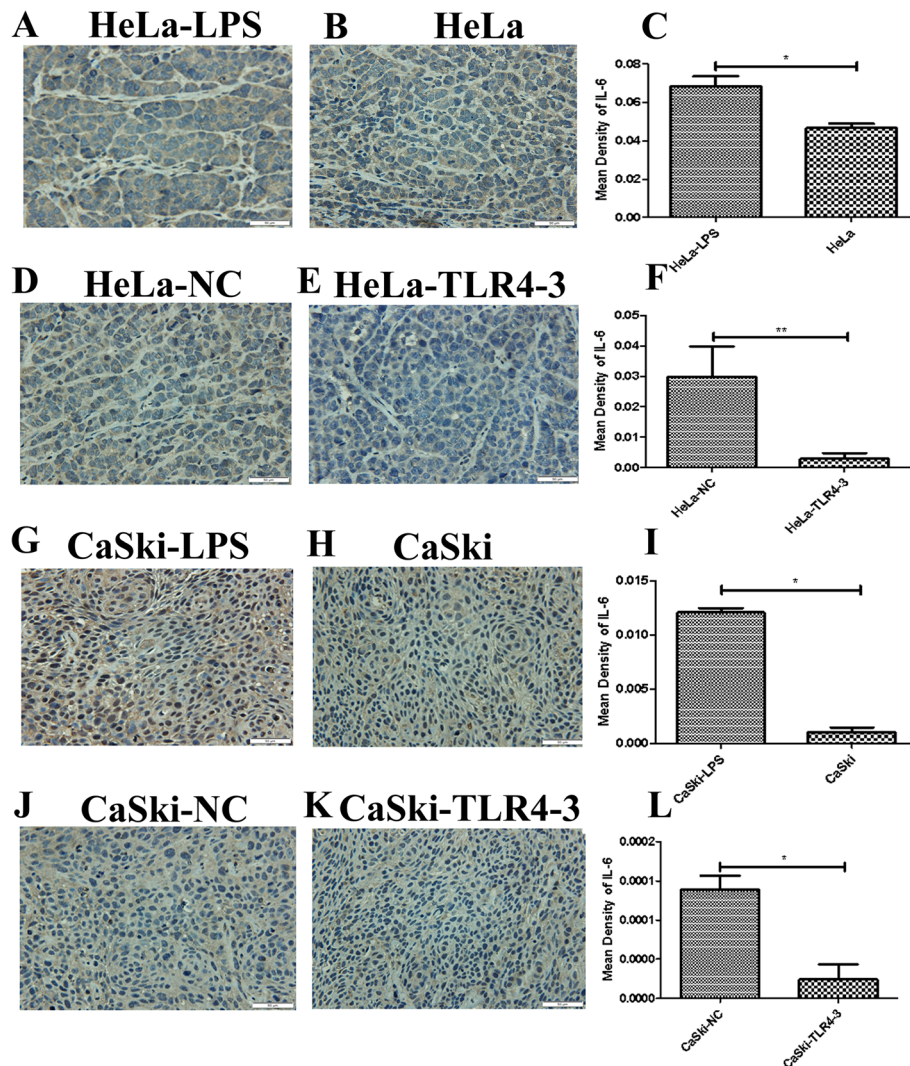 A HeLa-LPS B HeLa C
*
Mean Density of IL-6
0.08
0.06
0.04
0.02
0.00
HeLa-LPS
HeLa
D HeLa-NC E HeLa-TLR4-3 F
**
Mean Density of IL-6
0.05
0.04
0.03
0.02
0.01
0.00
HeLa-NC
HeLa-TLR4-3
G CaSki-LPS H CaSki I
*
Mean Density of IL-6
0.015
0.010
0.005
0.000
CaSki-LPS
CaSki
J CaSki-NC K CaSki-TLR4-3 L
*
Mean Density of IL-6
0.0002
0.0001
0.0001
0.0000
0.0000
CaSki-NC
CaSki-TLR4-3